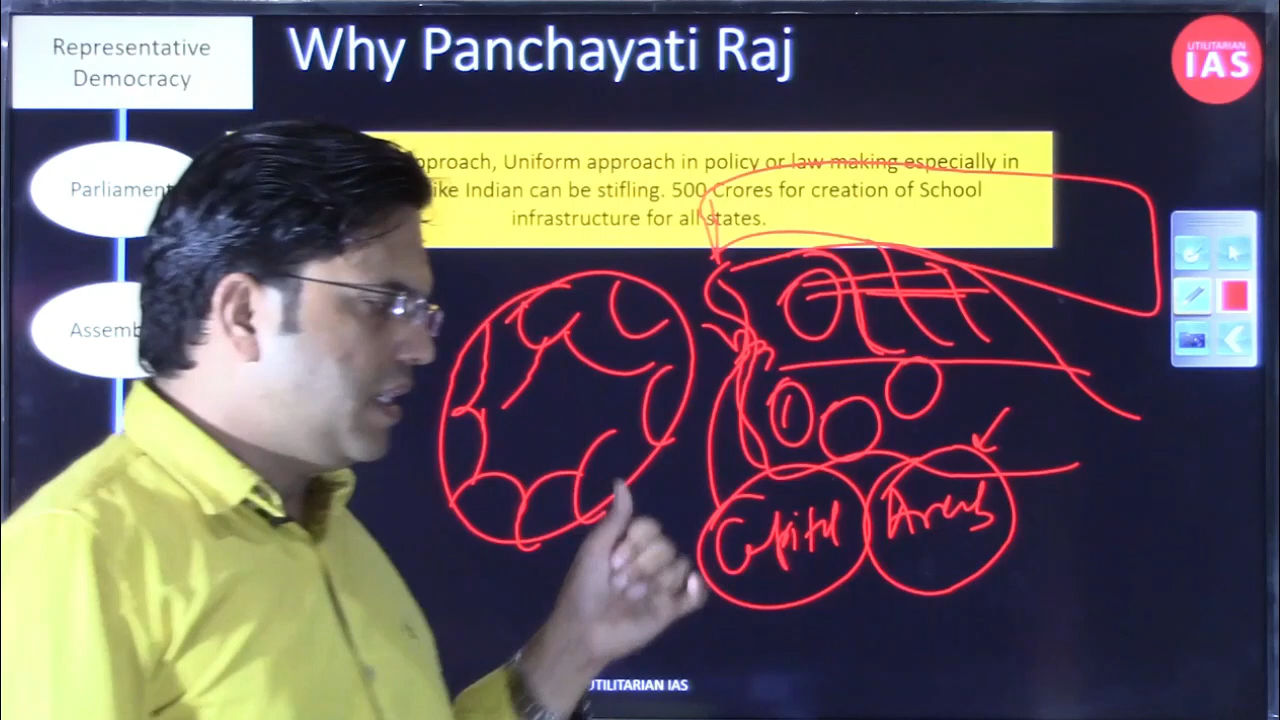 Representative
Democracy
Why Panchayati Raj
UTILITARIAN
IAS
Parliament
pproach, Uniform approach in policy or law making especially in
ike Indian can be stifling. 500 Crores for creation of School
infrastructure for all states.
Assemb
Capital
Areas
UTILITARIAN IAS